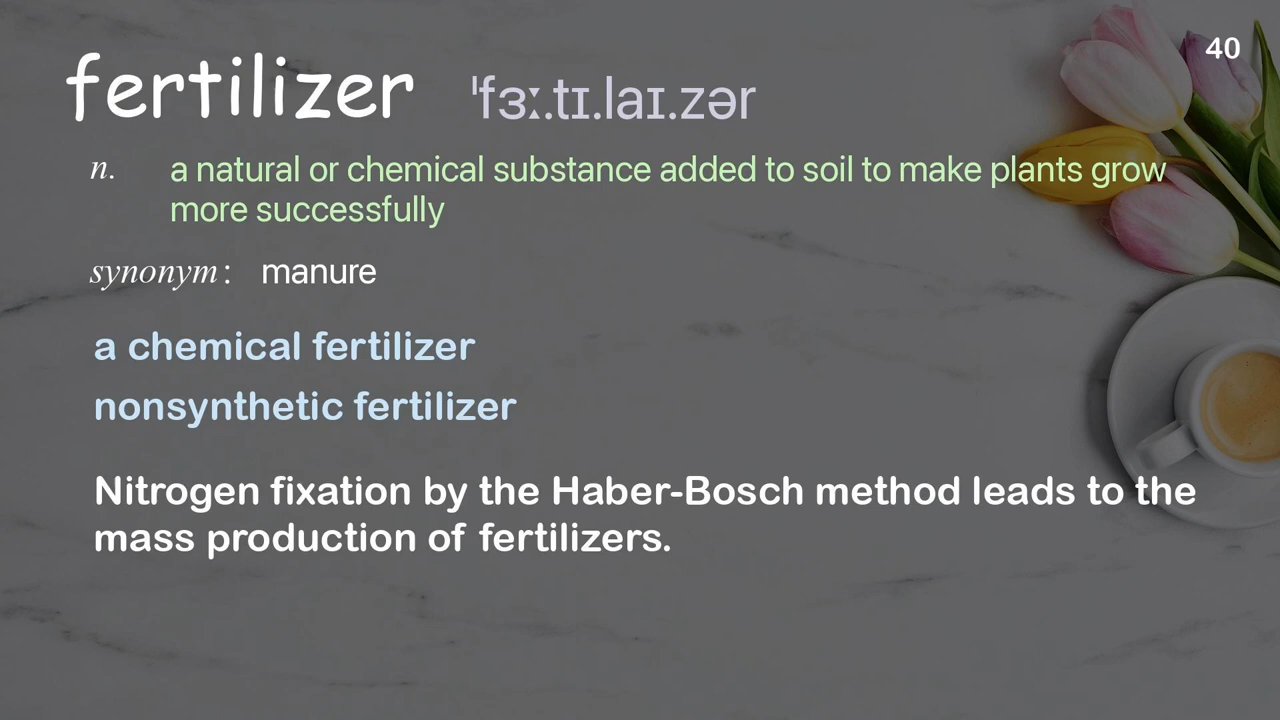 40
fertilizer ˈfɜː.tɪ.laɪ.zər
n. a natural or chemical substance added to soil to make plants grow
more successfully
synonym : manure
a chemical fertilizer
nonsynthetic fertilizer
Nitrogen fixation by the Haber-Bosch method leads to the
mass production of fertilizers.